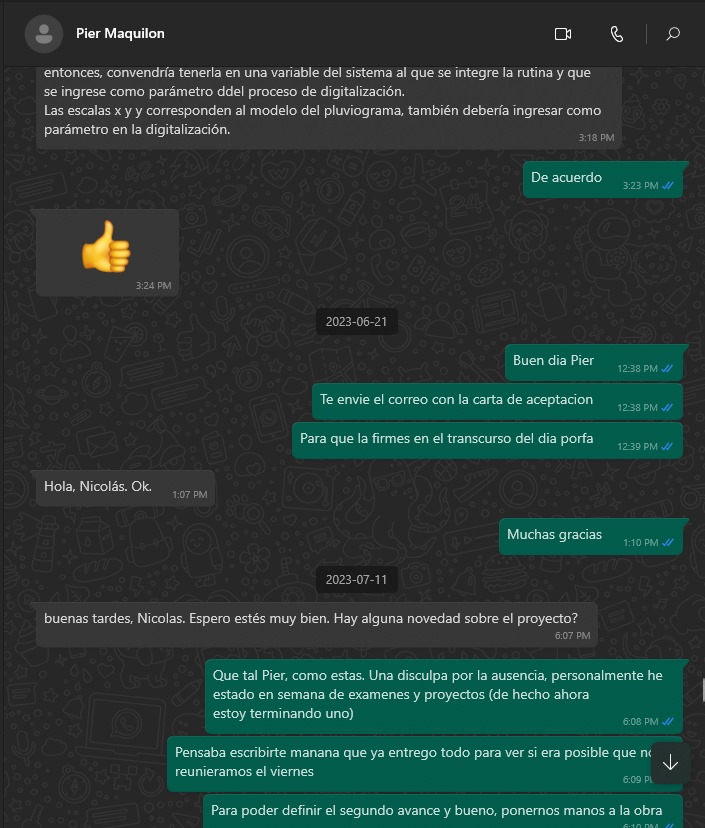 Pier Maquilon
entonces, convendría tenerla en una variable del sistema al que se integre la rutina y que
se ingrese como parámetro ddel proceso de digitalización.
Las escalas x y y corresponden al modelo del pluviograma, también debería ingresar como
parámetro en la digitalización.
3:18 PM
De acuerdo
3:23 PM
3:24 PM
2023-06-21
Buen dia Pier
12:38 PM
Te envie el correo con la carta de aceptacion
12:38 PM
Para que la firmes en el transcurso del dia porfa
12:39 PM
Hola, Nicolás. Ok.
1:07 PM
Muchas gracias
1:10 PM
2023-07-11
buenas tardes, Nicolas. Espero estés muy bien. Hay alguna novedad sobre el proyecto?
6:07 PM
Que tal Pier, como estas. Una disculpa por la ausencia, personalmente he
estado en semana de examenes y proyectos (de hecho ahora
estoy terminando uno)
6:08 PM
Pensaba escribirte manana que ya entrego todo para ver si era posible que
reunieramos el viernes
6:09
Para poder definir el segundo avance y bueno, ponernos manos a la obra
6:10 PM